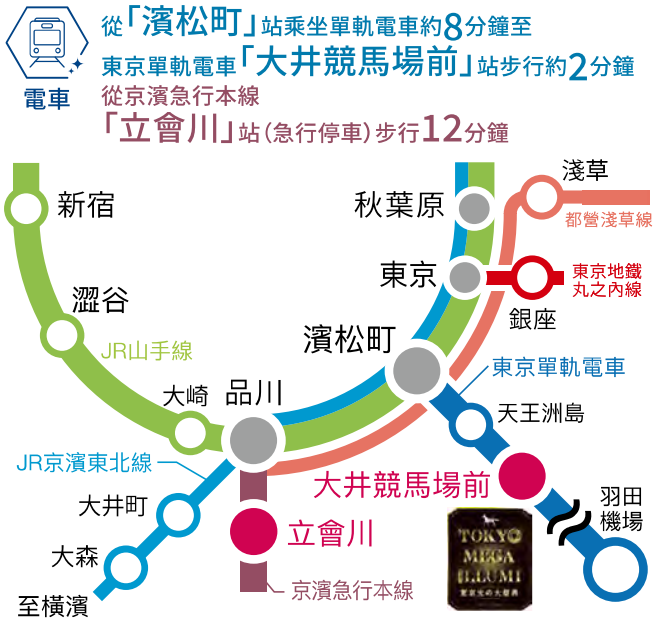 電車
從「濱松町」站乘坐單軌電車約8分鐘至
東京單軌電車「大井競馬場前」站步行約2分鐘
從京濱急行本線
「立會川」站（急行停車）步行12分鐘
淺草
新宿
秋葉原
都營淺草線
東京
東京地鐵
丸之內線
澀谷
銀座
濱松町
JR山手線
東京單軌電車
大崎
品川
天王洲島
JR京濱東北線
大井競馬場前
大井町
羽田
機場
立會川
TOKYO
MEGA
ILLUMI
東京光の大祭典
大森
京濱急行本線
至橫濱